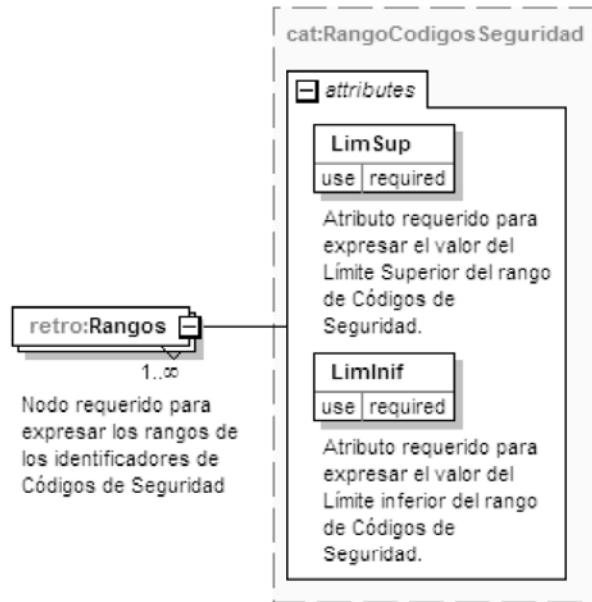 cat:RangoCodigosSeguridad
attributes
LimSup
use required
Atributo requerido para
expresar el valor del
Límite Superior del rango
de Códigos de
Seguridad.
retro:Rangos
1..∞
Nodo requerido para
expresar los rangos de
los identificadores de
Códigos de Seguridad
LimInif
use required
Atributo requerido para
expresar el valor del
Límite inferior del rango
de Códigos de
Seguridad.